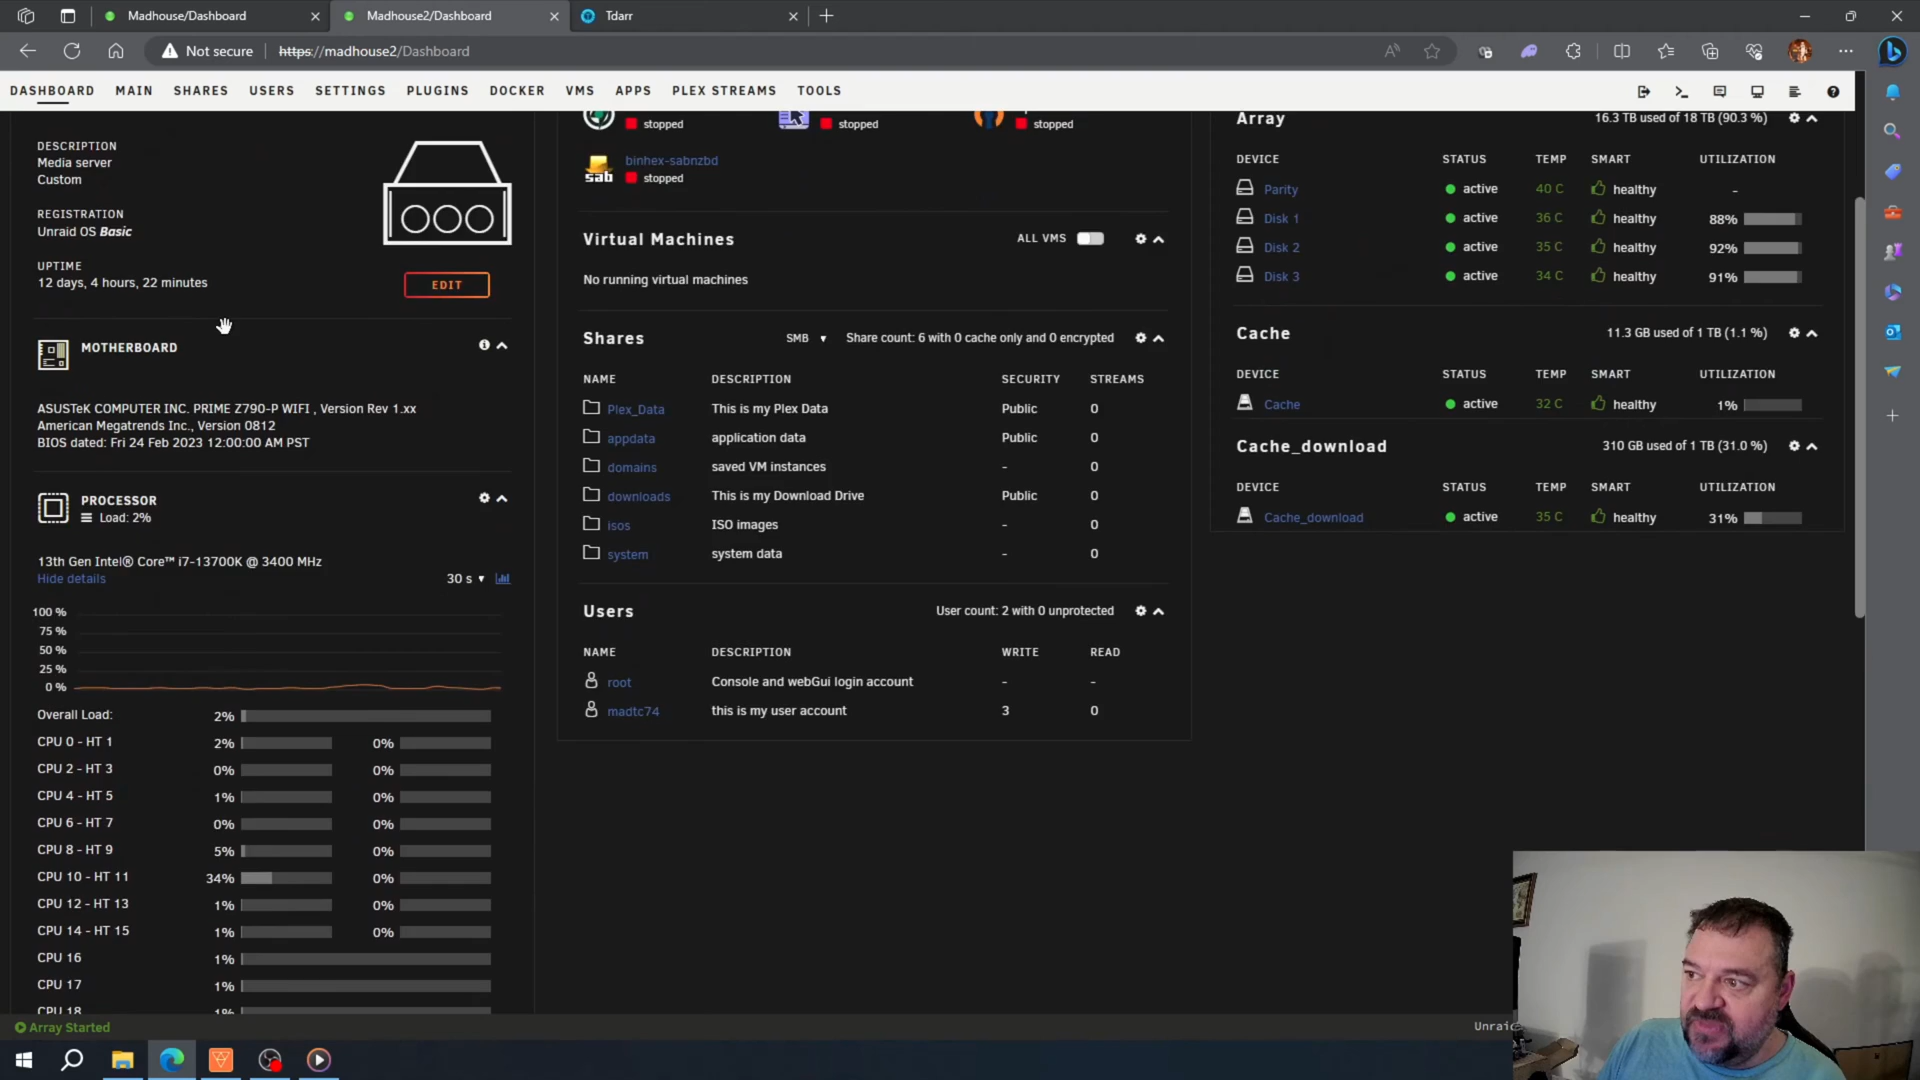 Madhouse/Dashboard
Madhouse2/Dashboard
Tdarr
Not secure
https://madhouse2/Dashboard
DASHBOARD
MAIN
SHARES
USERS
SETTINGS
PLUGINS
DOCKER
VMS
APPS
PLEX STREAMS
TOOLS
DESCRIPTION
Media server
Custom
REGISTRATION
Unraid OS Basic
UPTIME
12 days, 4 hours, 22 minutes
EDIT
MOTHERBOARD
ASUSTeK COMPUTER INC. PRIME Z790-P WIFI , Version Rev 1.xx
American Megatrends Inc., Version 0812
BIOS dated: Fri 24 Feb 2023 12:00:00 AM PST
PROCESSOR
Load: 2%
13th Gen Intel® Core™ i7-13700K @ 3400 MHz
Hide details
30 s
100 %
75 %
50 %
25 %
0 %
Overall Load: 2%
CPU 0 - HT 1 2% 0%
CPU 2 - HT 3 0% 0%
CPU 4 - HT 5 1% 0%
CPU 6 - HT 7 0% 0%
CPU 8 - HT 9 5% 0%
CPU 10 - HT 11 34% 0%
CPU 12 - HT 13 1% 0%
CPU 14 - HT 15 1% 0%
CPU 16 1%
CPU 17 1%
CPU 18 1%
stopped
stopped
stopped
sab
binhex-sabnzbd
stopped
Virtual Machines
ALL VMS
No running virtual machines
Shares
SMB
Share count: 6 with 0 cache only and 0 encrypted
NAME DESCRIPTION SECURITY STREAMS
Plex_Data This is my Plex Data Public 0
appdata application data Public 0
domains saved VM instances - 0
downloads This is my Download Drive Public 0
isos ISO images - 0
system system data - 0
Users
User count: 2 with 0 unprotected
NAME DESCRIPTION WRITE READ
root Console and webGui login account - -
madtc74 this is my user account 3 0
Array
16.3 TB used of 18 TB (90.3 %)
DEVICE STATUS TEMP SMART UTILIZATION
Parity active 40 C healthy -
Disk 1 active 36 C healthy 88%
Disk 2 active 35 C healthy 92%
Disk 3 active 34 C healthy 91%
Cache
11.3 GB used of 1 TB (1.1 %)
DEVICE STATUS TEMP SMART UTILIZATION
Cache active 32 C healthy 1%
Cache_download
310 GB used of 1 TB (31.0 %)
DEVICE STATUS TEMP SMART UTILIZATION
Cache_download active 35 C healthy 31%
Array Started